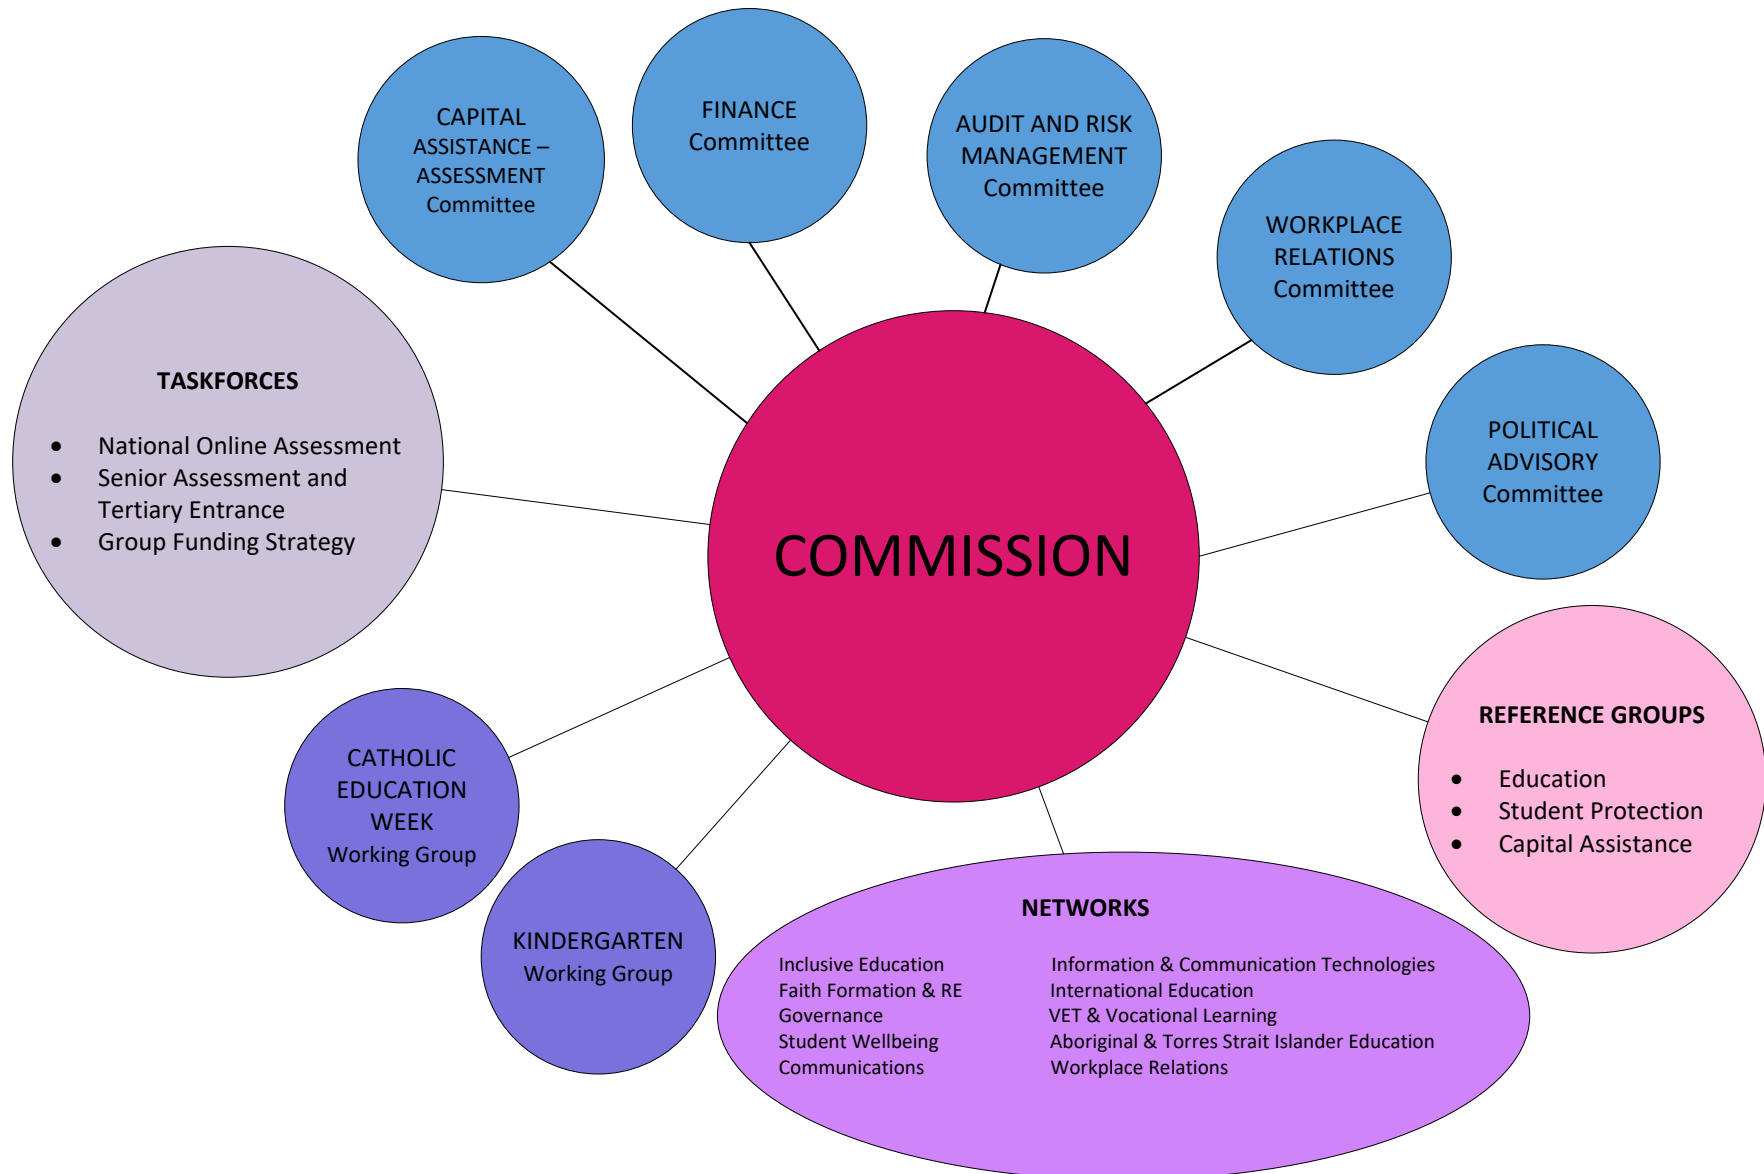 CAPITAL
ASSISTANCE –
ASSESSMENT
Committee
FINANCE
Committee
AUDIT AND RISK
MANAGEMENT
Committee
WORKPLACE
RELATIONS
Committee
POLITICAL
ADVISORY
Committee
TASKFORCES
• National Online Assessment
• Senior Assessment and
Tertiary Entrance
• Group Funding Strategy
COMMISSION
REFERENCE GROUPS
• Education
• Student Protection
• Capital Assistance
CATHOLIC
EDUCATION
WEEK
Working Group
KINDERGARTEN
Working Group
NETWORKS
Inclusive Education
Faith Formation & RE
Governance
Student Wellbeing
Communications
Information & Communication Technologies
International Education
VET & Vocational Learning
Aboriginal & Torres Strait Islander Education
Workplace Relations